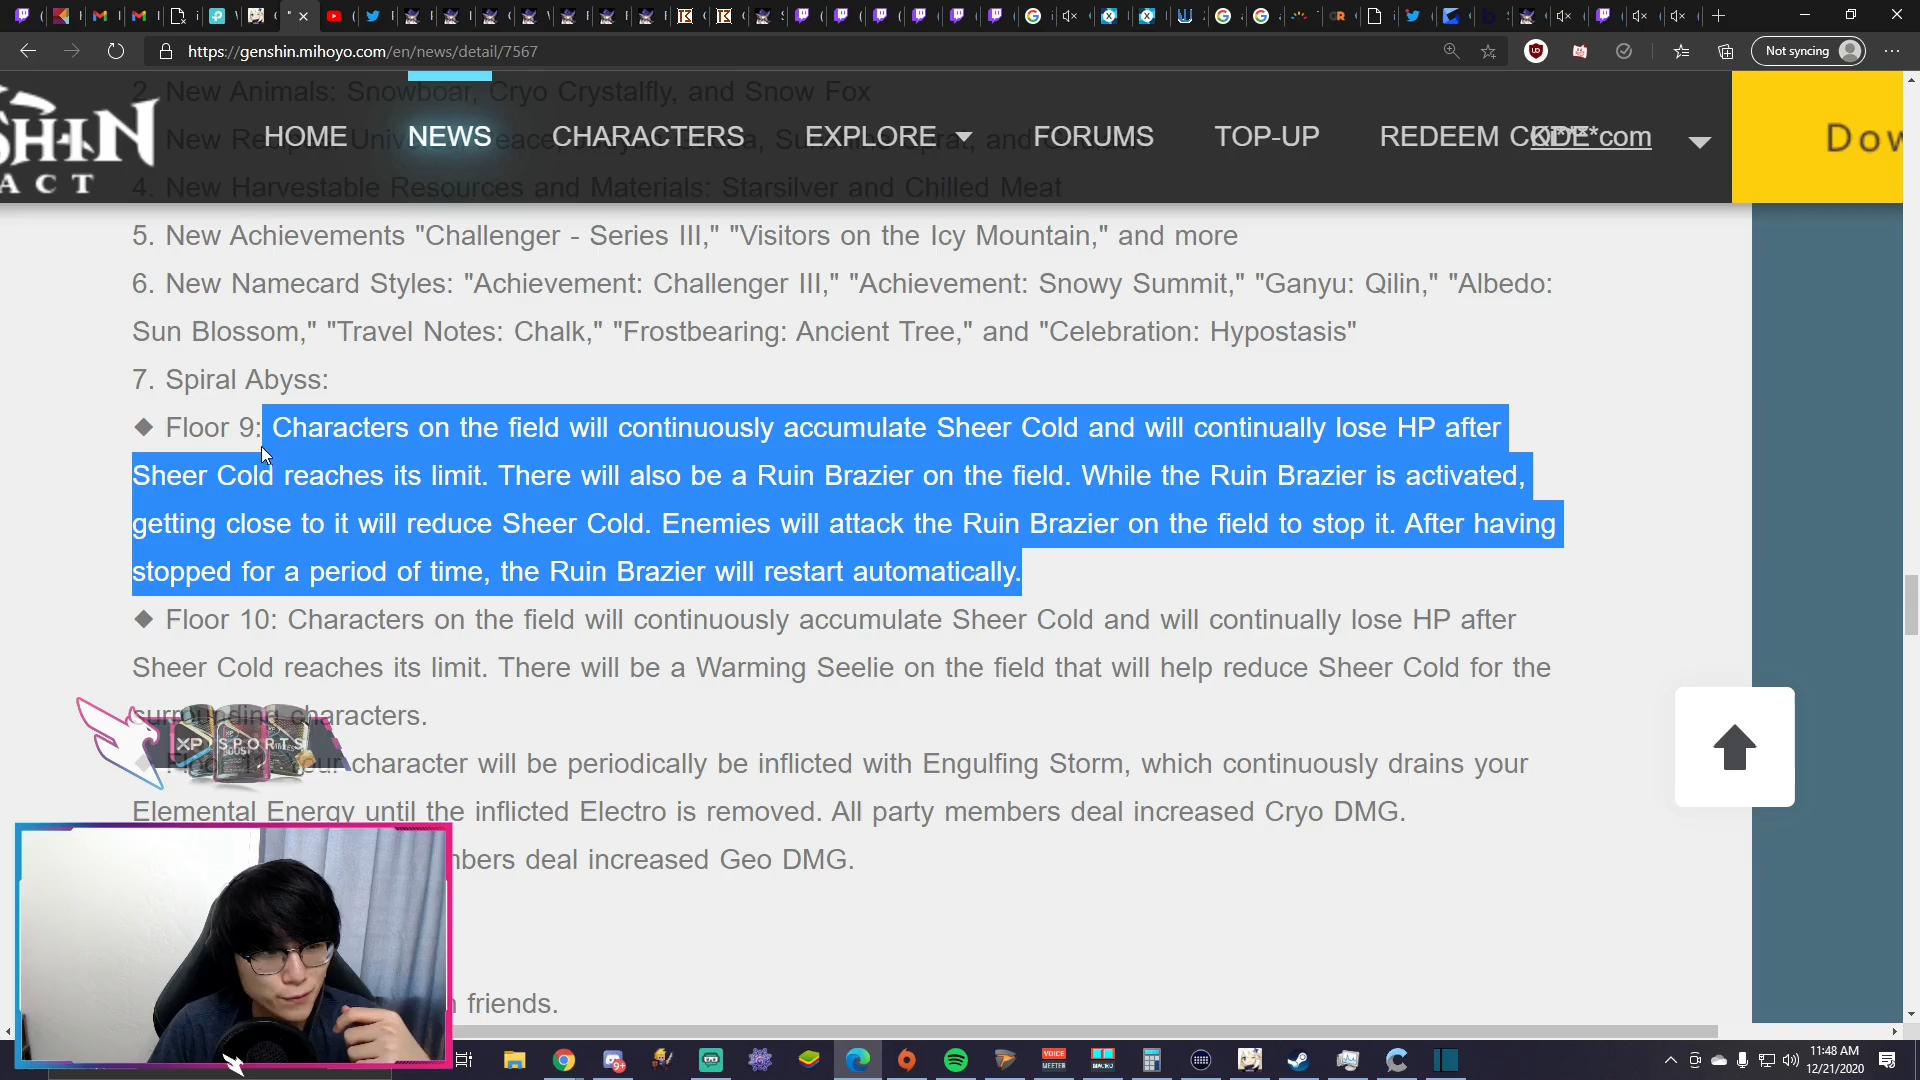 https://genshin.mihoyo.com/en/news/detail/7567
Not syncing
2. New Animals: Snowboar, Cryo Crystalfly, and Snow Fox
SHIN
ACT
HOME
NEWS
CHARACTERS
EXPLORE
FORUMS
TOP-UP
REDEEM CODE
Ki***@*com
Dow
4. New Harvestable Resources and Materials: Starsilver and Chilled Meat
5. New Achievements "Challenger - Series III," "Visitors on the Icy Mountain," and more
6. New Namecard Styles: "Achievement: Challenger III," "Achievement: Snowy Summit," "Ganyu: Qilin," "Albedo:
Sun Blossom," "Travel Notes: Chalk," "Frostbearing: Ancient Tree," and "Celebration: Hypostasis"
7. Spiral Abyss:
◆ Floor 9: Characters on the field will continuously accumulate Sheer Cold and will continually lose HP after
Sheer Cold reaches its limit. There will also be a Ruin Brazier on the field. While the Ruin Brazier is activated,
getting close to it will reduce Sheer Cold. Enemies will attack the Ruin Brazier on the field to stop it. After having
stopped for a period of time, the Ruin Brazier will restart automatically.
◆ Floor 10: Characters on the field will continuously accumulate Sheer Cold and will continually lose HP after
Sheer Cold reaches its limit. There will be a Warming Seelie on the field that will help reduce Sheer Cold for the
surrounding characters.
XP SPORTS
character will be periodically be inflicted with Engulfing Storm, which continuously drains your
Elemental Energy until the inflicted Electro is removed. All party members deal increased Cryo DMG.
mbers deal increased Geo DMG.
friends.
11:48 AM
12/21/2020